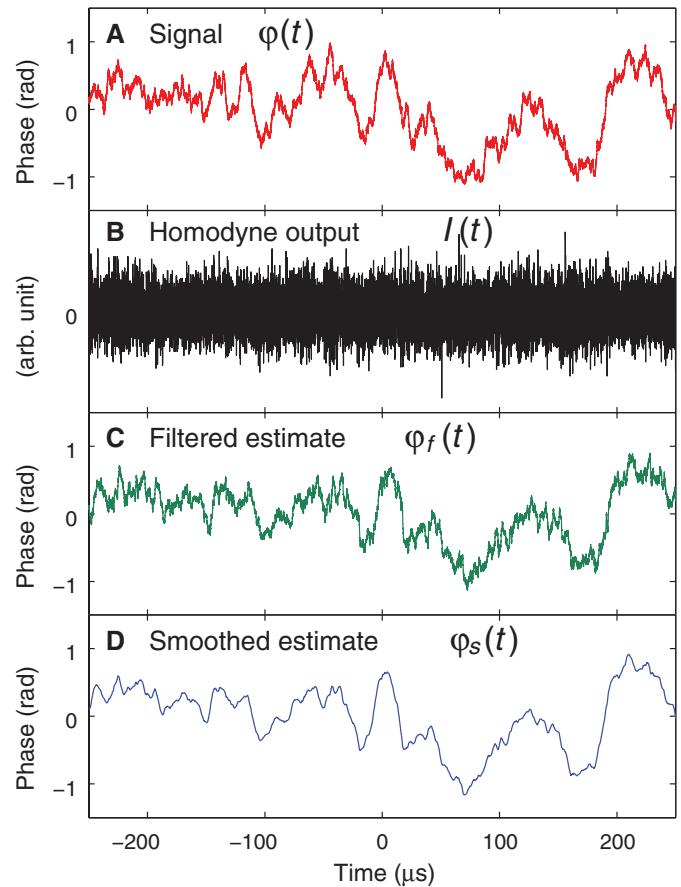 A Signal φ(t)
Phase (rad)
1
0
−1
B Homodyne output I(t)
(arb. unit)
0
C Filtered estimate φf(t)
Phase (rad)
1
0
−1
D Smoothed estimate φs(t)
Phase (rad)
1
0
−1
−200 −100 0 100 200
Time (μs)